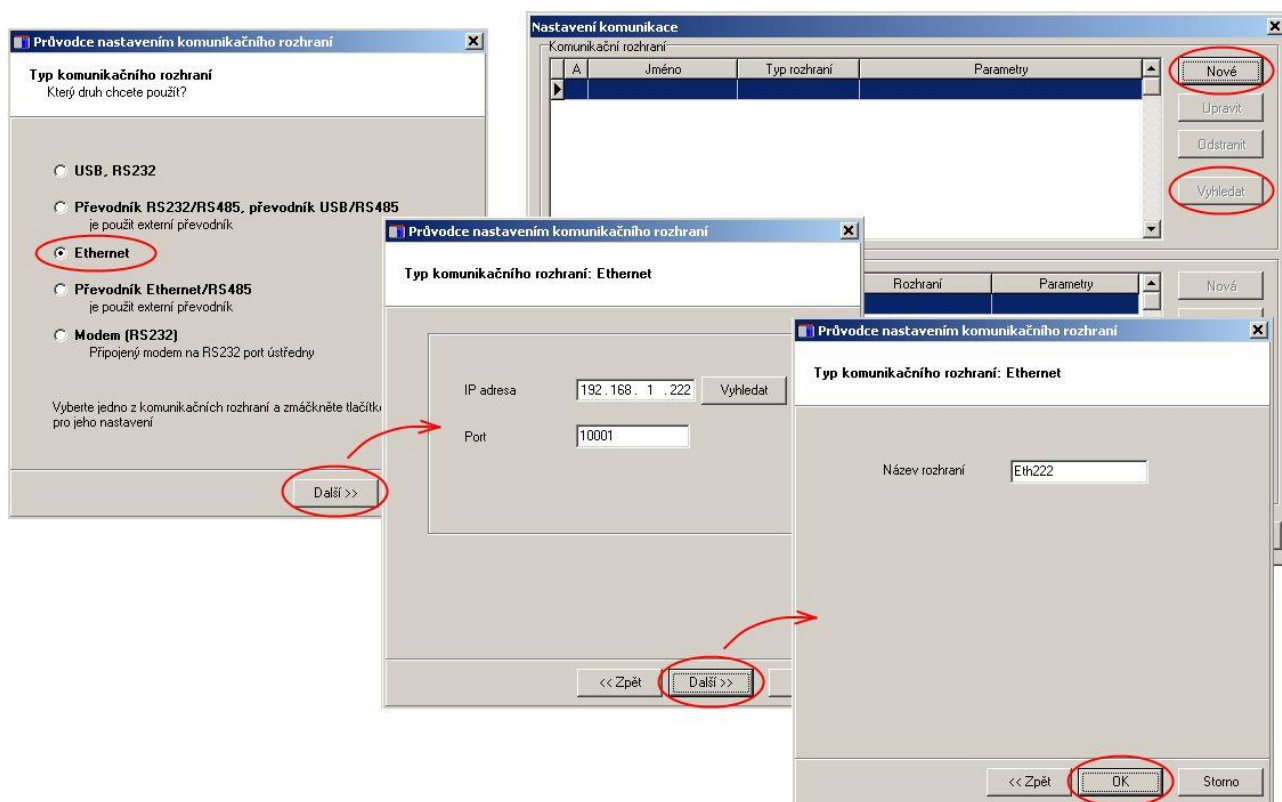 Průvodce nastavením komunikačního rozhraní
Typ komunikačního rozhraní
Který druh chcete použít?
USB, RS232
Převodník RS232/RS485, převodník USB/RS485
je použit externí převodník
Ethernet
Převodník Ethernet/RS485
je použit externí převodník
Modem (RS232)
Připojený modem na RS232 port ústředny
Vyberte jedno z komunikačních rozhraní a zmáčkněte
pro jeho nastavení
Další >>
Nastavení komunikace
Komunikační rozhraní
A Jméno Typ rozhraní Parametry
Nové
Upravit
Odstranit
Vyhledat
Rozhraní Parametry
Nová
Průvodce nastavením komunikačního rozhraní
Typ komunikačního rozhraní: Ethernet
IP adresa 192.168. 1 .222 Vyhledat
Port 10001
<< Zpět Další >>
Průvodce nastavením komunikačního rozhraní
Typ komunikačního rozhraní: Ethernet
Název rozhraní Eth222
<< Zpět OK Storno